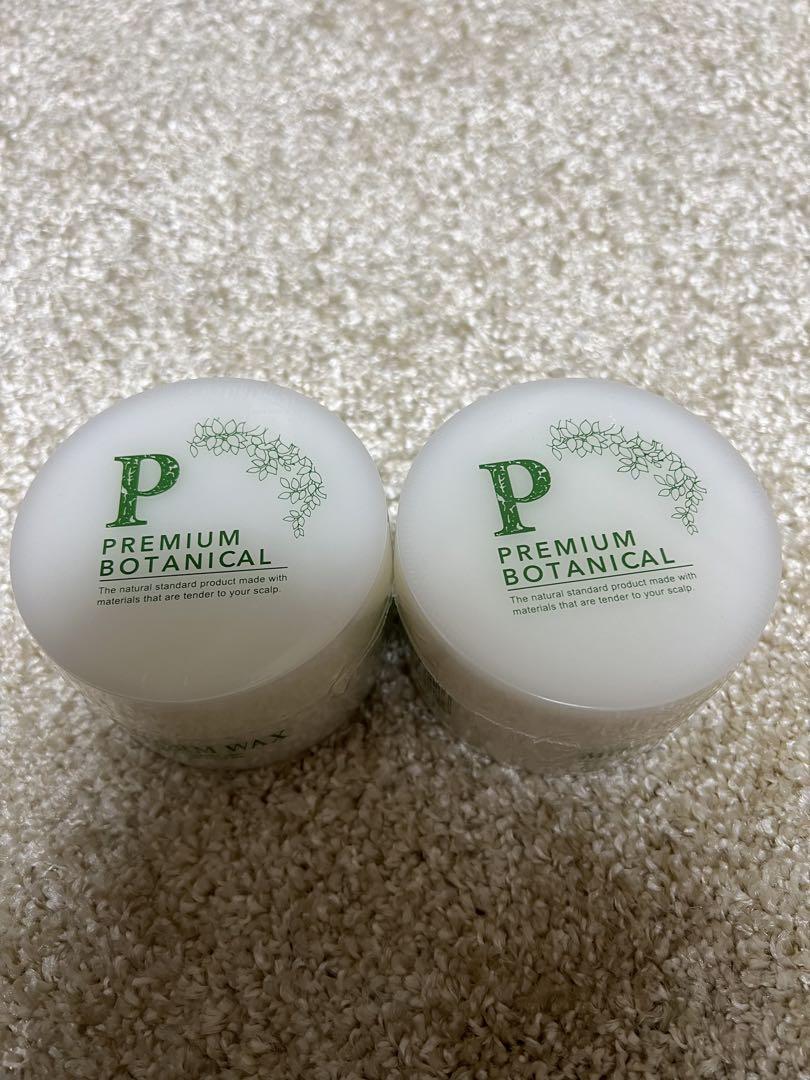 P
PREMIUM
BOTANICAL
The natural standard product made with
materials that are tender to your scalp.
WAX
P
PREMIUM
BOTANICAL
The natural standard product made with
materials that are tender to your scalp.